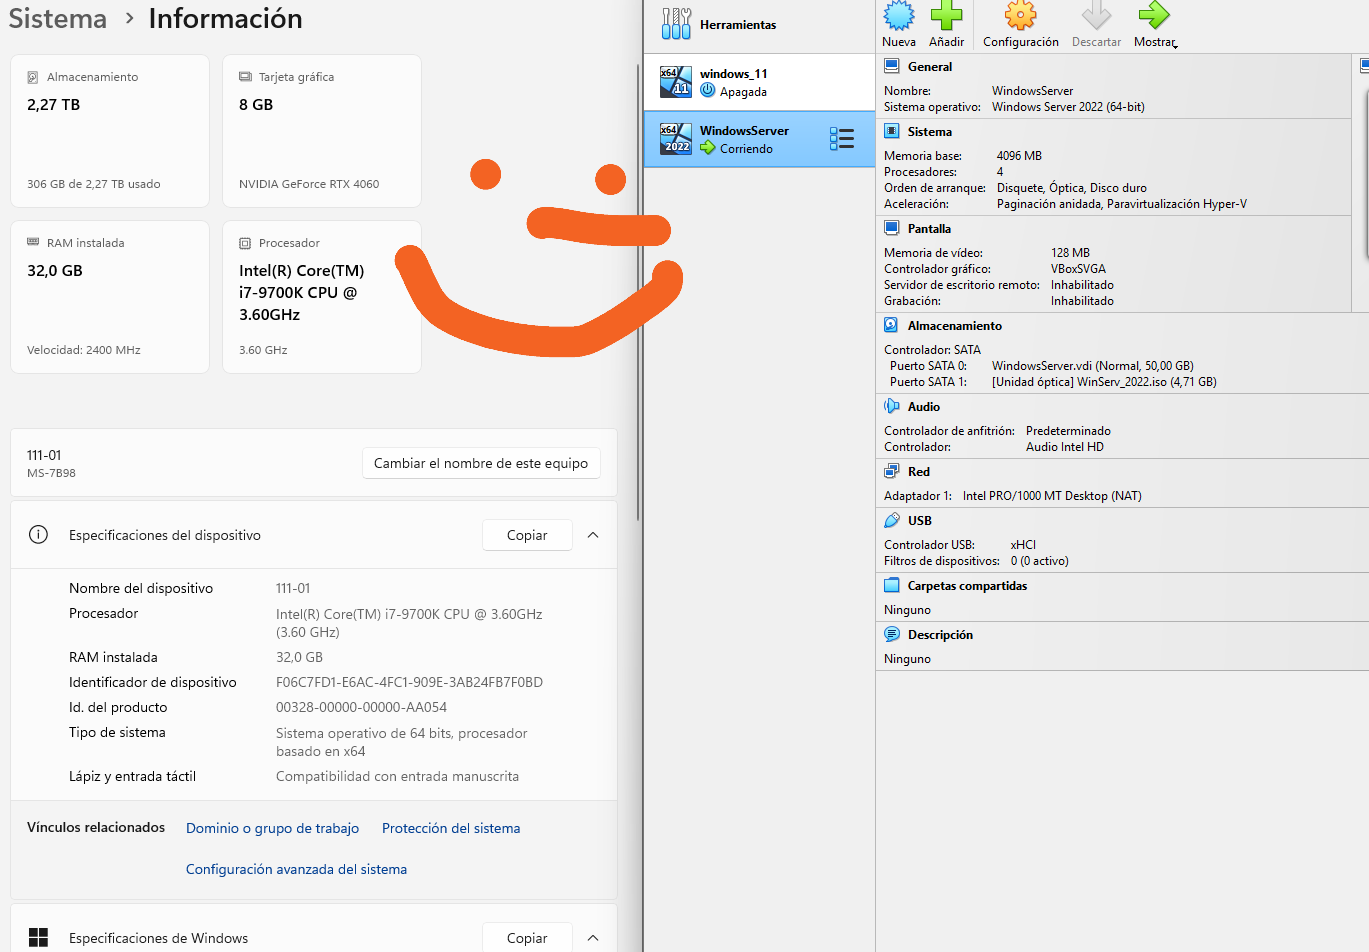 Sistema > Información
Almacenamiento
2,27 TB
306 GB de 2,27 TB usado
Tarjeta gráfica
8 GB
NVIDIA GeForce RTX 4060
RAM instalada
32,0 GB
Velocidad: 2400 MHz
Procesador
Intel(R) Core(TM)
i7-9700K CPU @
3.60GHz
3.60 GHz
111-01
MS-7B98
Cambiar el nombre de este equipo
Especificaciones del dispositivo
Copiar
Nombre del dispositivo 111-01
Procesador Intel(R) Core(TM) i7-9700K CPU @ 3.60GHz
(3.60 GHz)
RAM instalada 32,0 GB
Identificador de dispositivo F06C7FD1-E6AC-4FC1-909E-3AB24FB7F0BD
Id. del producto 00328-00000-00000-AA054
Tipo de sistema Sistema operativo de 64 bits, procesador
basado en x64
Lápiz y entrada táctil Compatibilidad con entrada manuscrita
Vínculos relacionados Dominio o grupo de trabajo Protección del sistema
Configuración avanzada del sistema
Especificaciones de Windows
Copiar
Herramientas
x64
11
windows_11
Apagada
x64
2022
WindowsServer
Corriendo
Nueva Añadir Configuración Descartar Mostrar
General
Nombre: WindowsServer
Sistema operativo: Windows Server 2022 (64-bit)
Sistema
Memoria base: 4096 MB
Procesadores: 4
Orden de arranque: Disquete, Óptica, Disco duro
Aceleración: Paginación anidada, Paravirtualización Hyper-V
Pantalla
Memoria de vídeo: 128 MB
Controlador gráfico: VBoxSVGA
Servidor de escritorio remoto: Inhabilitado
Grabación: Inhabilitado
Almacenamiento
Controlador: SATA
Puerto SATA 0: WindowsServer.vdi (Normal, 50,00 GB)
Puerto SATA 1: [Unidad óptica] WinServ_2022.iso (4,71 GB)
Audio
Controlador de anfitrión: Predeterminado
Controlador: Audio Intel HD
Red
Adaptador 1: Intel PRO/1000 MT Desktop (NAT)
USB
Controlador USB: xHCI
Filtros de dispositivos: 0 (0 activo)
Carpetas compartidas
Ninguno
Descripción
Ninguno